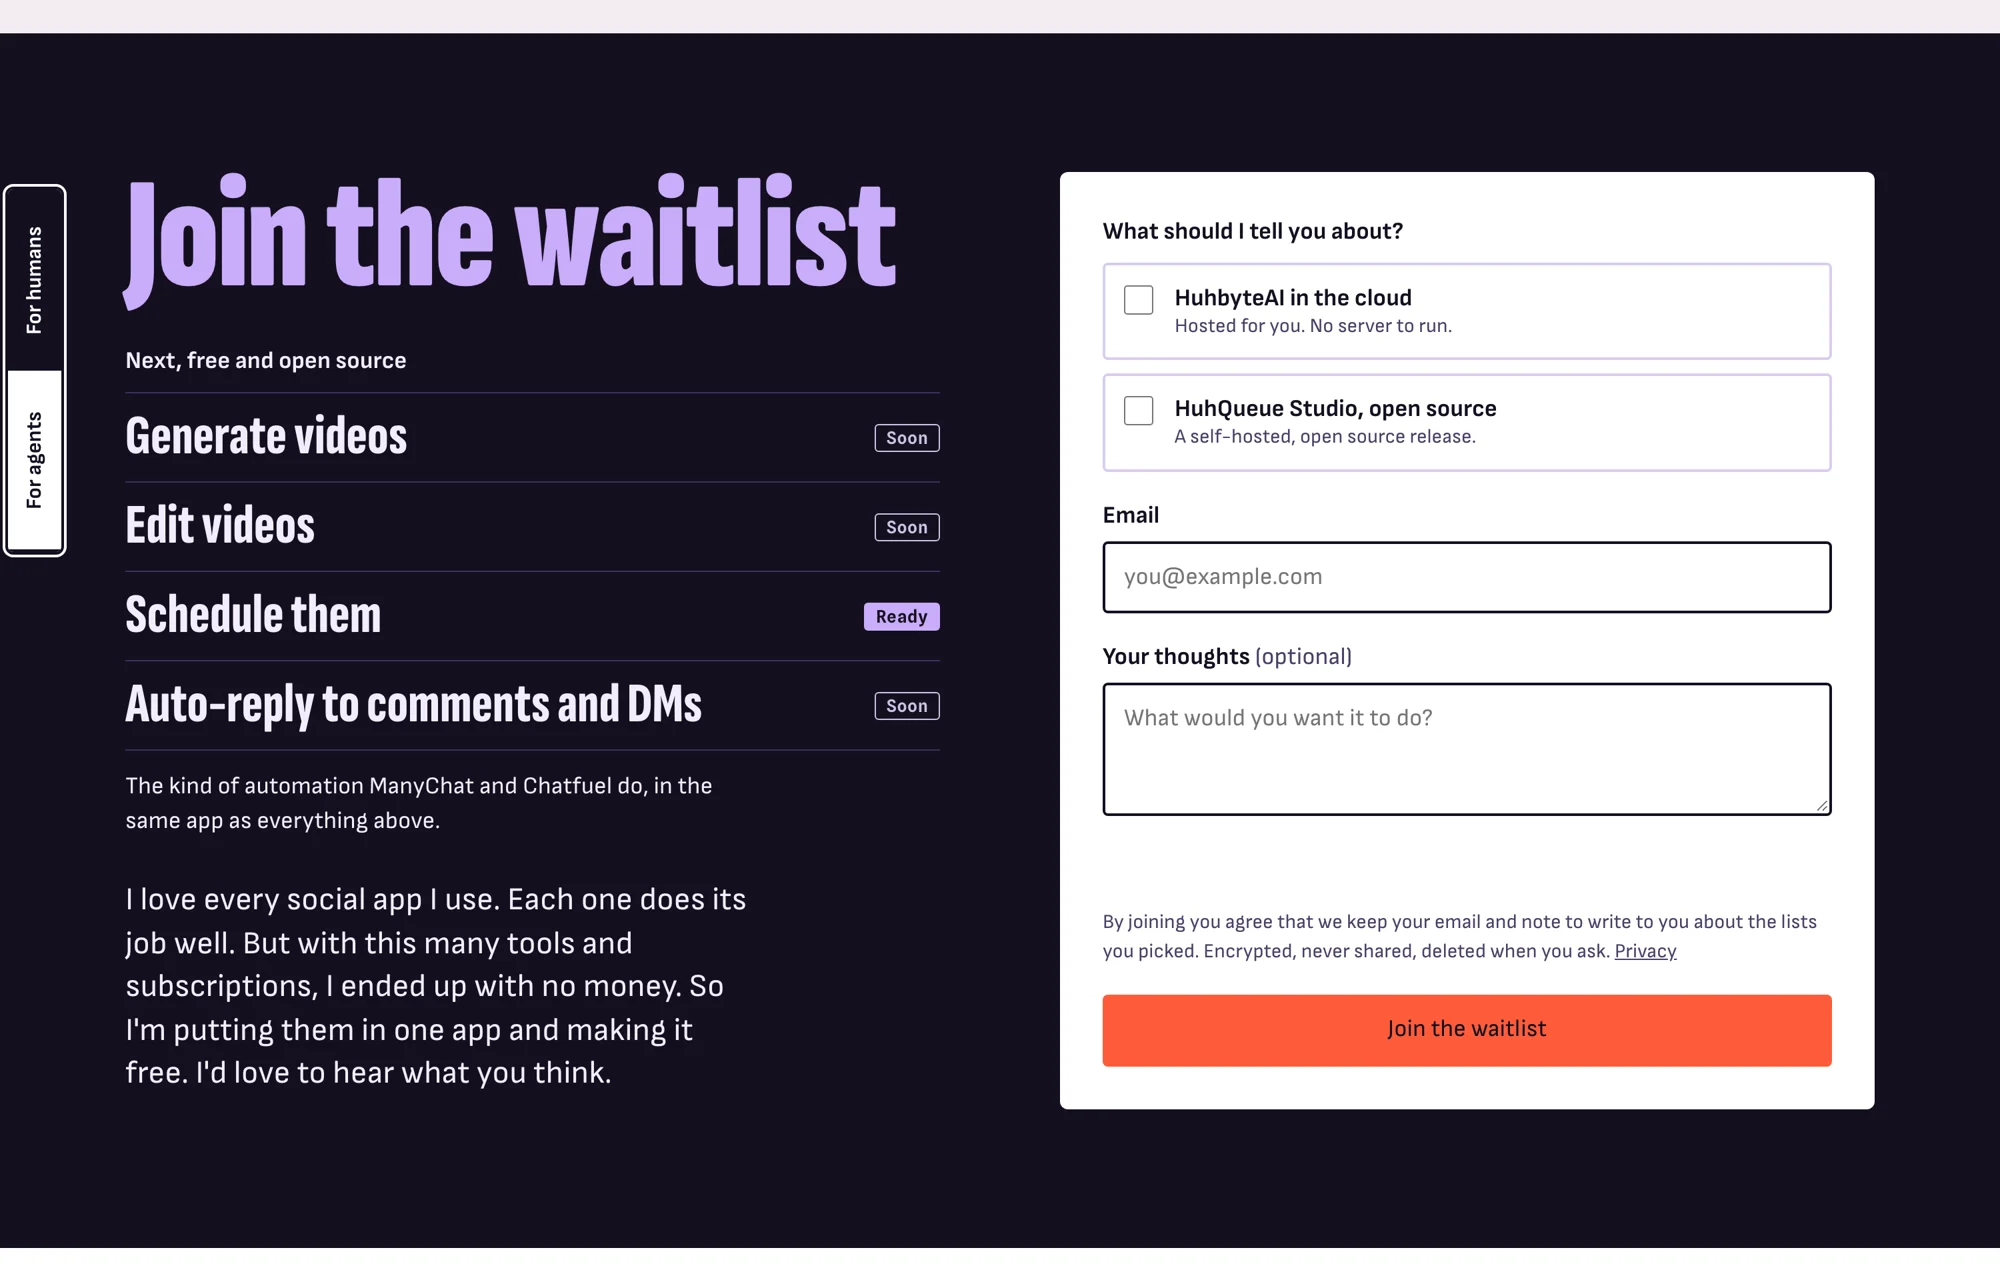 For humans
For agents
Join the waitlist
Next, free and open source
Generate videos
Soon
Edit videos
Soon
Schedule them
Ready
Auto-reply to comments and DMs
Soon
The kind of automation ManyChat and Chatfuel do, in the
same app as everything above.
I love every social app I use. Each one does its
job well. But with this many tools and
subscriptions, I ended up with no money. So
I'm putting them in one app and making it
free. I'd love to hear what you think.
What should I tell you about?
HuhbyteAI in the cloud
Hosted for you. No server to run.
HuhQueue Studio, open source
A self-hosted, open source release.
Email
you@example.com
Your thoughts (optional)
What would you want it to do?
By joining you agree that we keep your email and note to write to you about the lists
you picked. Encrypted, never shared, deleted when you ask. Privacy
Join the waitlist